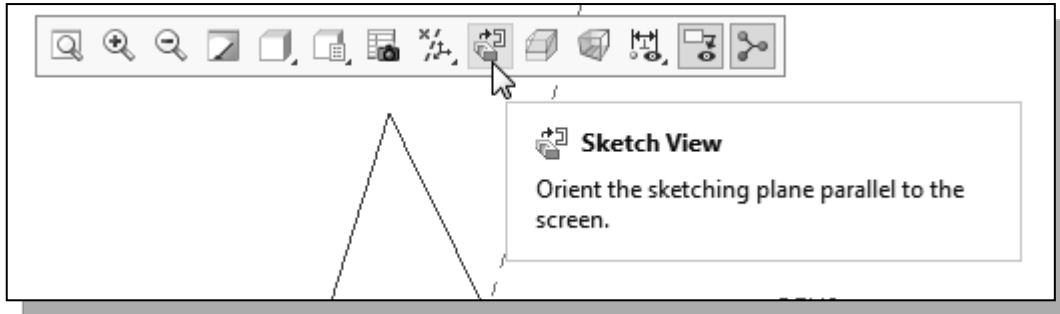 Sketch View
Orient the sketching plane parallel to the
screen.